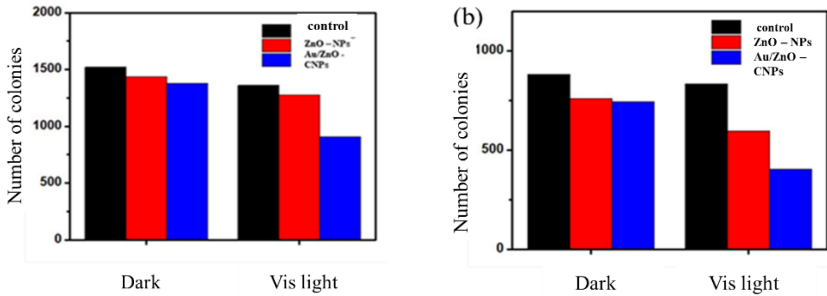 Number of colonies
2000
1500
1000
500
0
control
ZnO – NPs
Au/ZnO -
CNPs
Dark
Vis light
(b)
Number of colonies
1000
500
0
control
ZnO – NPs
Au/ZnO –
CNPs
Dark
Vis light